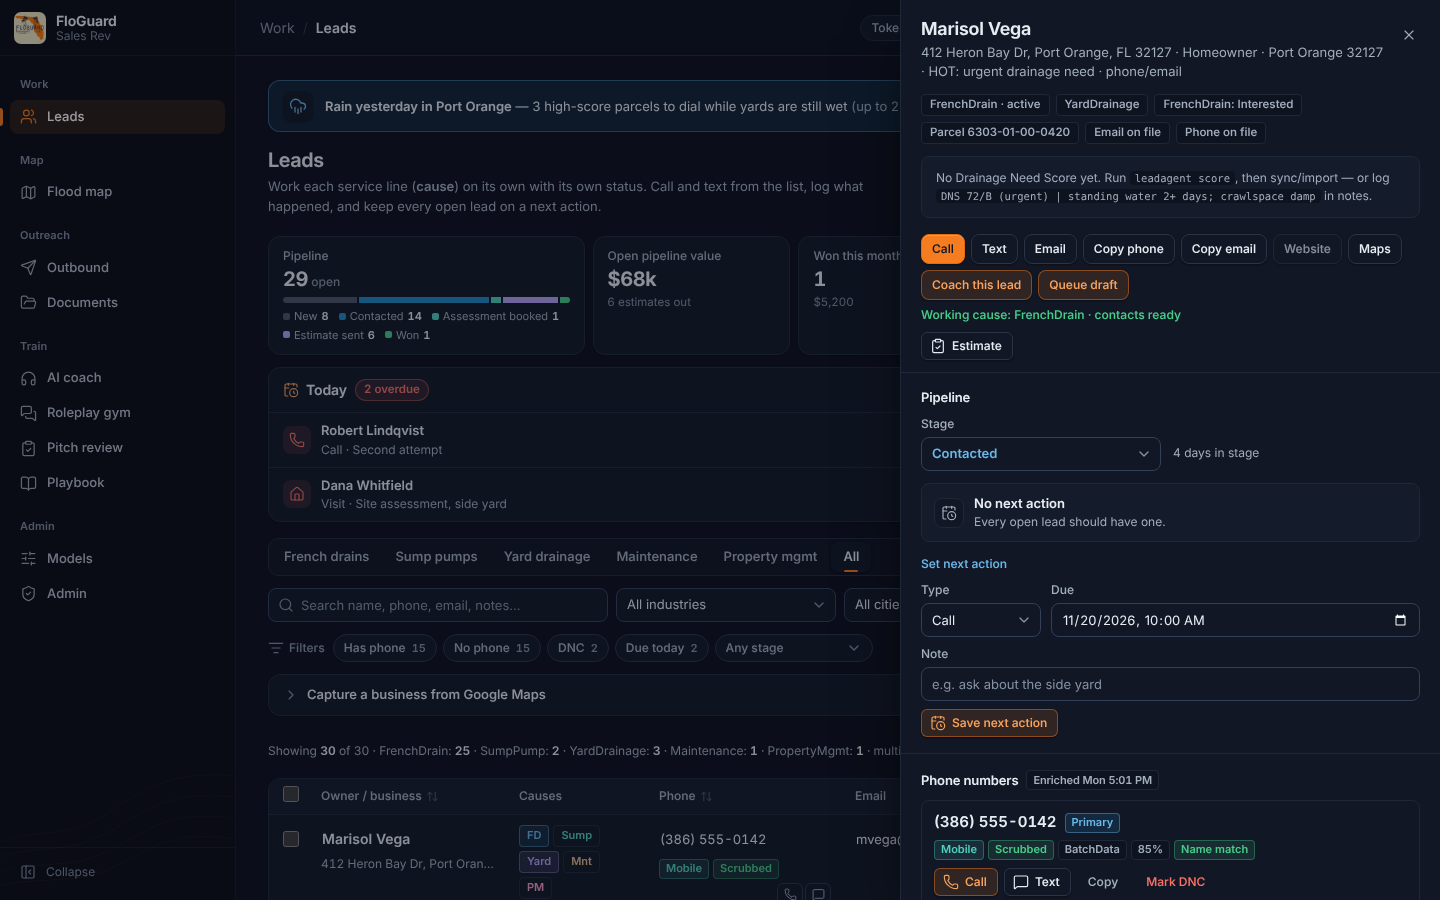 FloGuard
Sales Rev
Work
Leads
Map
Flood map
Outreach
Outbound
Documents
Train
AI coach
Roleplay gym
Pitch review
Playbook
Admin
Models
Admin
Collapse
Work / Leads
Toke
Rain yesterday in Port Orange — 3 high-score parcels to dial while yards are still wet (up to 2
Leads
Work each service line (cause) on its own with its own status. Call and text from the list, log what
happened, and keep every open lead on a next action.
Pipeline
29 open
New 8 Contacted 14 Assessment booked 1
Estimate sent 6 Won 1
Open pipeline value
$68k
6 estimates out
Won this month
1
$5,200
Today 2 overdue
Robert Lindqvist
Call · Second attempt
Dana Whitfield
Visit · Site assessment, side yard
French drains Sump pumps Yard drainage Maintenance Property mgmt All
Search name, phone, email, notes...
All industries
All citie
Filters Has phone 15 No phone 15 DNC 2 Due today 2 Any stage
Capture a business from Google Maps
Showing 30 of 30 · FrenchDrain: 25 · SumpPump: 2 · YardDrainage: 3 · Maintenance: 1 · PropertyMgmt: 1 · multi
Owner / business Causes Phone Email
Marisol Vega
412 Heron Bay Dr, Port Oran...
FD Sump
Yard Mnt
PM
(386) 555-0142
Mobile Scrubbed
mvega
Marisol Vega
412 Heron Bay Dr, Port Orange, FL 32127 · Homeowner · Port Orange 32127
· HOT: urgent drainage need · phone/email
FrenchDrain · active YardDrainage FrenchDrain: Interested
Parcel 6303-01-00-0420 Email on file Phone on file
No Drainage Need Score yet. Run leadagent score , then sync/import — or log
DNS 72/B (urgent) | standing water 2+ days; crawlspace damp in notes.
Call Text Email Copy phone Copy email Website Maps
Coach this lead Queue draft
Working cause: FrenchDrain · contacts ready
Estimate
Pipeline
Stage
Contacted
4 days in stage
No next action
Every open lead should have one.
Set next action
Type Due
Call 11/20/2026, 10:00 AM
Note
e.g. ask about the side yard
Save next action
Phone numbers Enriched Mon 5:01 PM
(386) 555-0142 Primary
Mobile Scrubbed BatchData 85% Name match
Call Text Copy Mark DNC